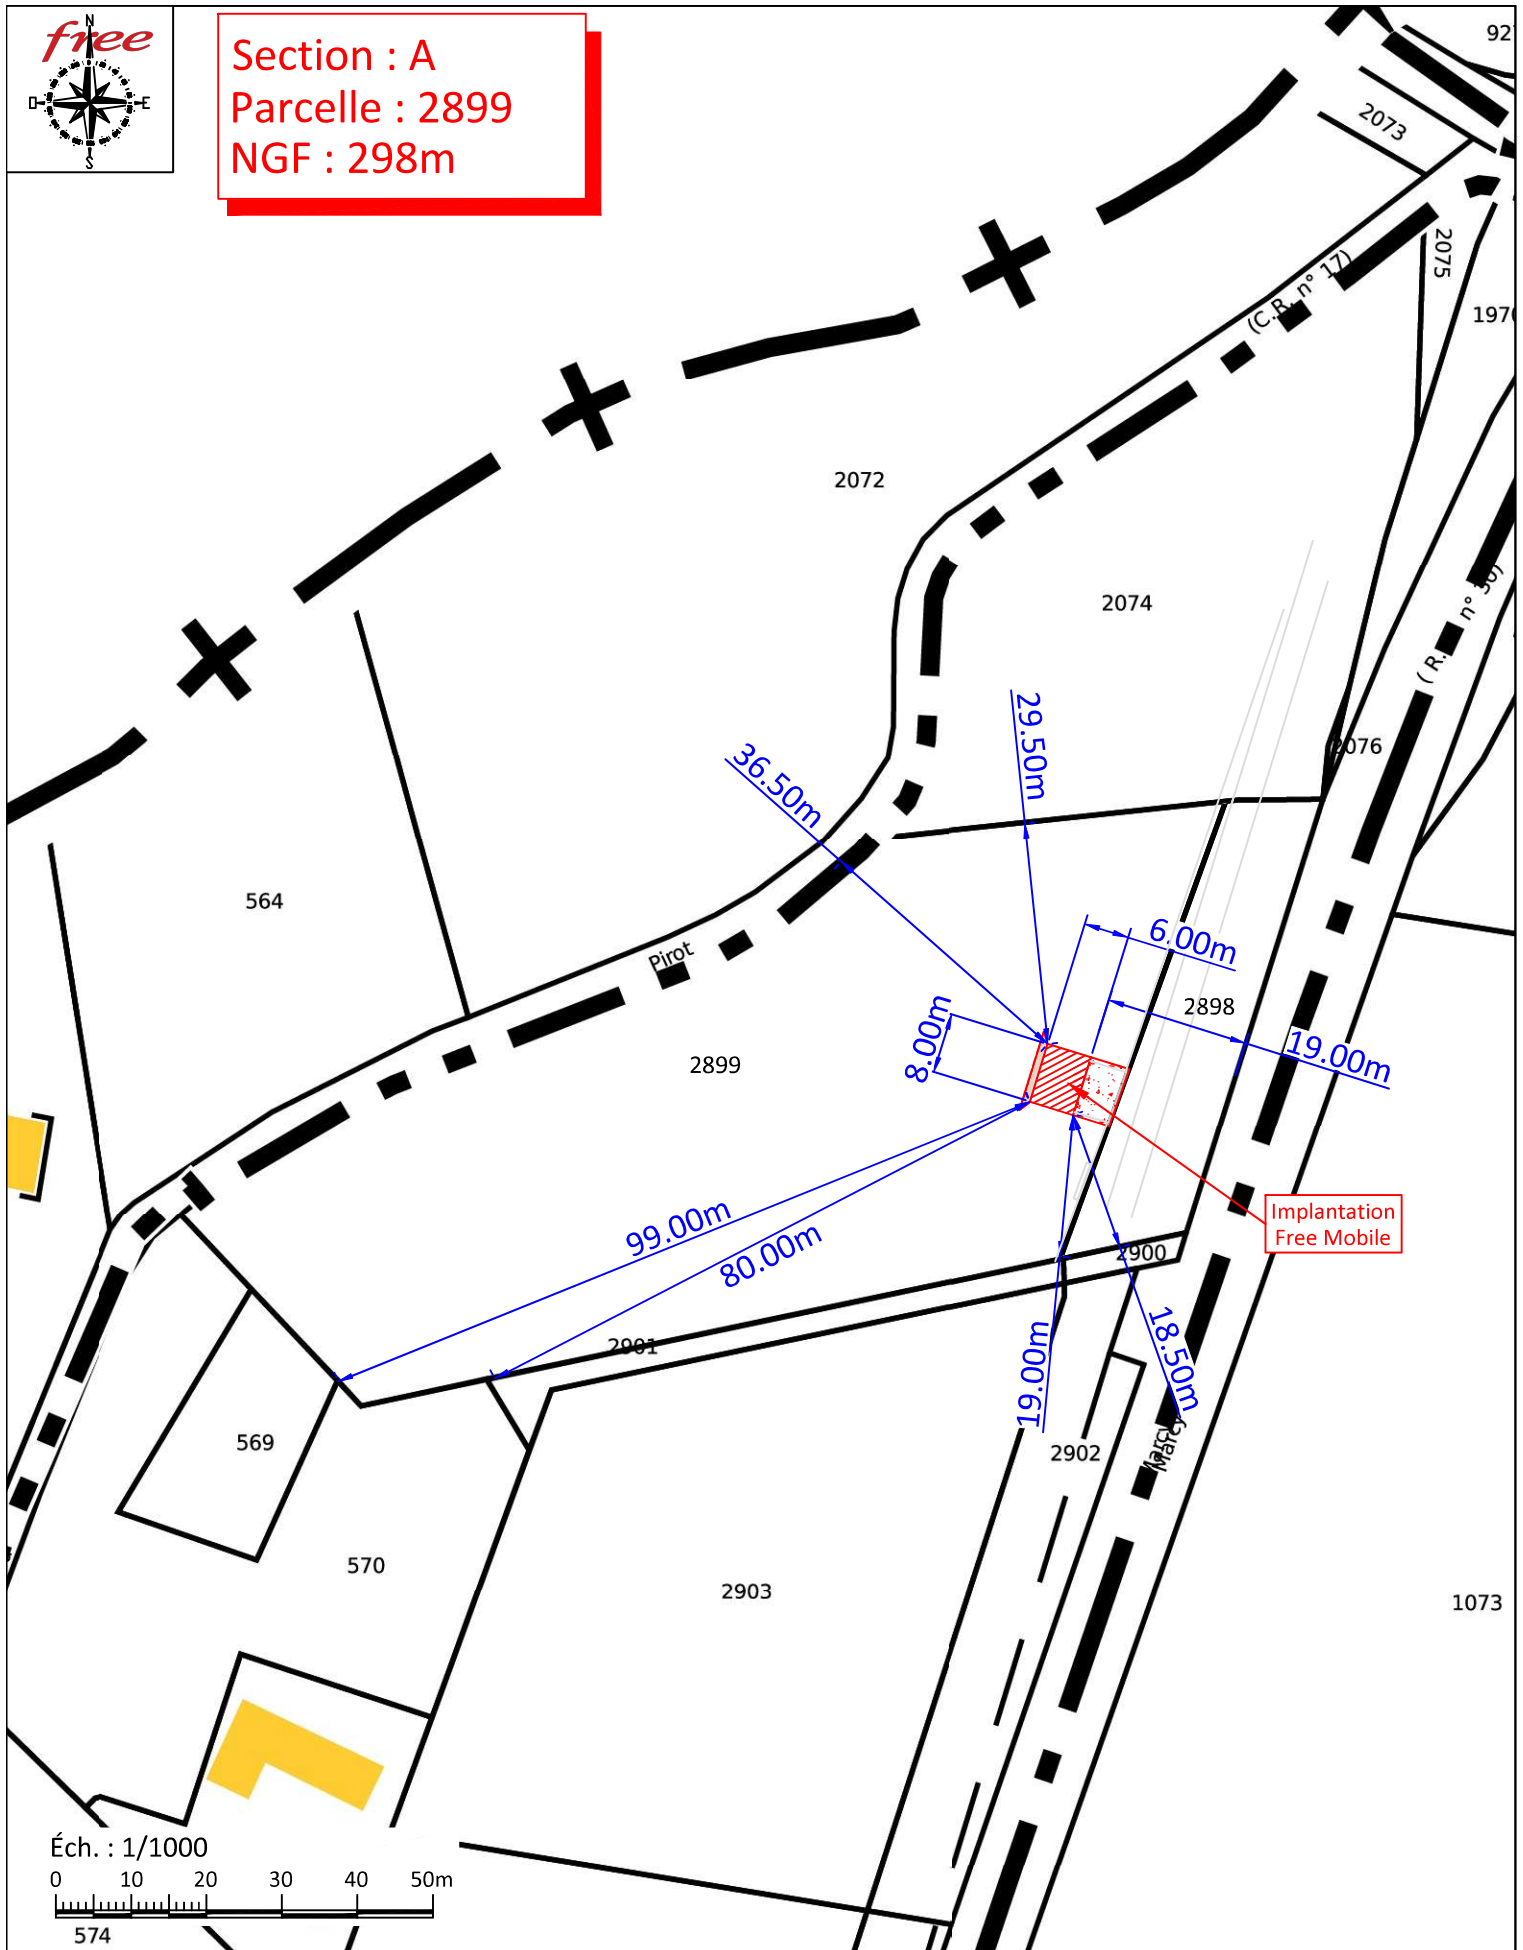 free
N
O
E
S
Section : A
Parcelle : 2899
NGF : 298m
2073
(C.R. n° 17)
2075
2072
2074
n° 30)
( R.
2076
29.50m
36.50m
564
6.00m
Pirot
2898
19.00m
8.00m
2899
Implantation
Free Mobile
99.00m
80.00m
2900
2901
18.50m
19.00m
569
2902
Marcy
570
2903
1073
Éch. : 1/1000
0 10 20 30 40 50m
574